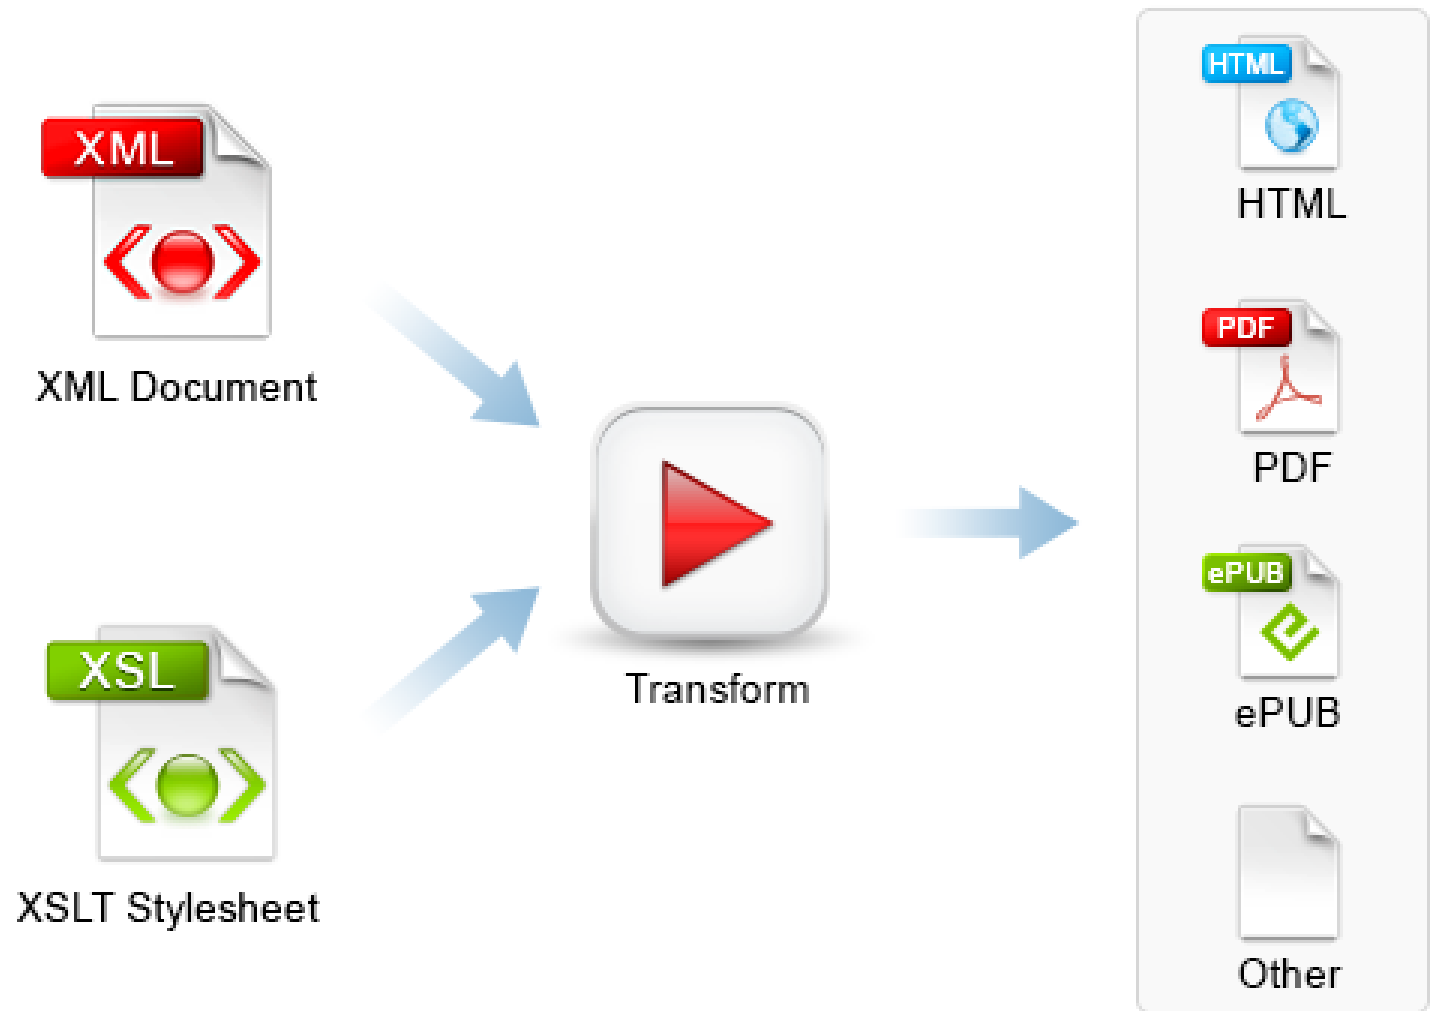 XML
XML Document
XSL
XSLT Stylesheet
Transform
HTML
HTML
PDF
PDF
ePUB
ePUB
Other